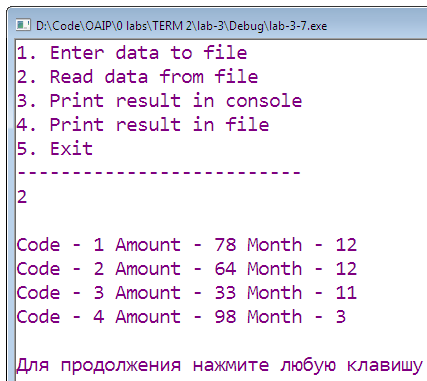 D:\Code\OAIP\0 labs\TERM 2\lab-3\Debug\lab-3-7.exe
1. Enter data to file
2. Read data from file
3. Print result in console
4. Print result in file
5. Exit
--------------------------
2
Code - 1 Amount - 78 Month - 12
Code - 2 Amount - 64 Month - 12
Code - 3 Amount - 33 Month - 11
Code - 4 Amount - 98 Month - 3
Для продолжения нажмите любую клавишу